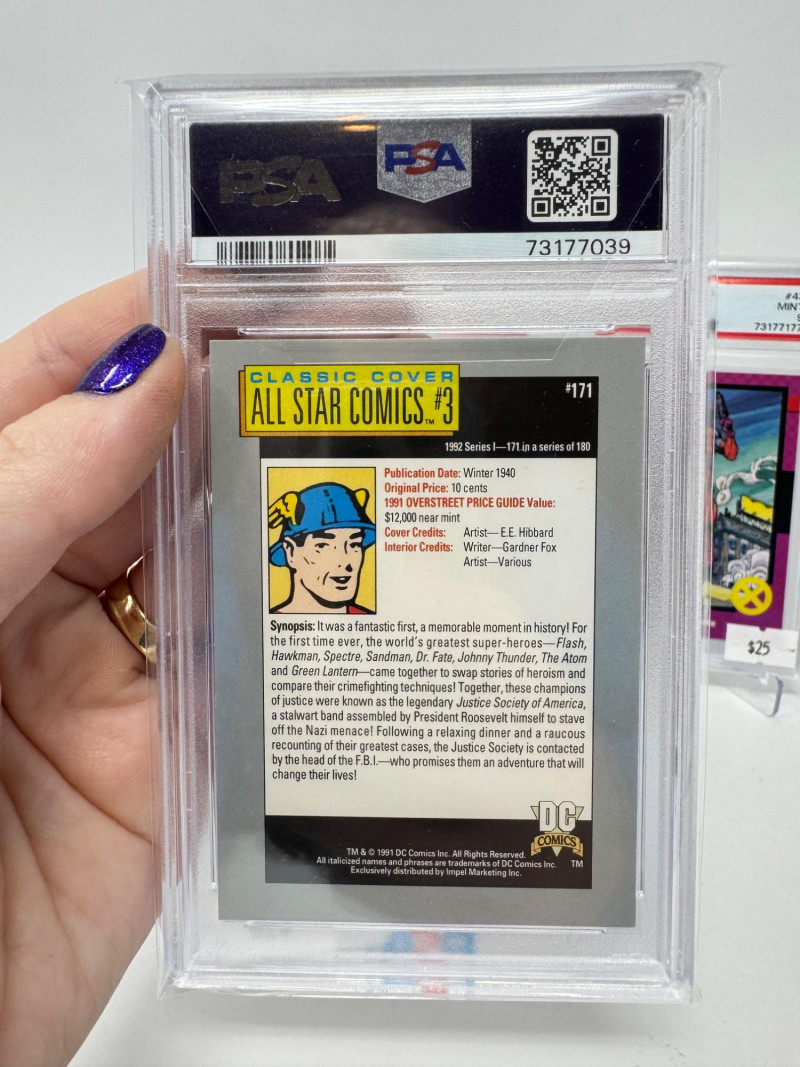 PSA
PSA
73177039
CLASSIC COVER
ALL STAR COMICS™ #3
#171
1992 Series I—171 in a series of 180
Publication Date: Winter 1940
Original Price: 10 cents
1991 OVERSTREET PRICE GUIDE Value:
$12,000 near mint
Cover Credits: Artist— E.E. Hibbard
Interior Credits: Writer—Gardner Fox
Artist—Various
Synopsis: It was a fantastic first, a memorable moment in history! For
the first time ever, the world's greatest super-heroes—Flash,
Hawkman, Spectre, Sandman, Dr. Fate, Johnny Thunder, The Atom
and Green Lantern—came together to swap stories of heroism and
compare their crimefighting techniques! Together, these champions
of justice were known as the legendary Justice Society of America,
a stalwart band assembled by President Roosevelt himself to stave
off the Nazi menace! Following a relaxing dinner and a raucous
recounting of their greatest cases, the Justice Society is contacted
by the head of the F.B.I.—who promises them an adventure that will
change their lives!
DC
COMICS
TM
TM & © 1991 DC Comics Inc. All Rights Reserved.
All italicized names and phrases are trademarks of DC Comics Inc.
Exclusively distributed by Impel Marketing Inc.
MINT
$25